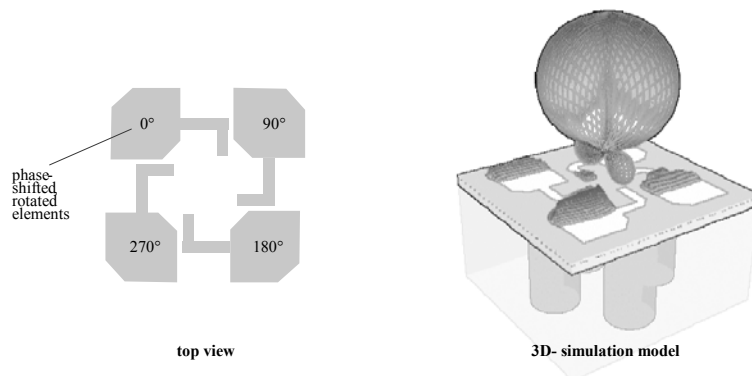 0°
90°
phase-
shifted
rotated
elements
270°
180°
top view
3D- simulation model